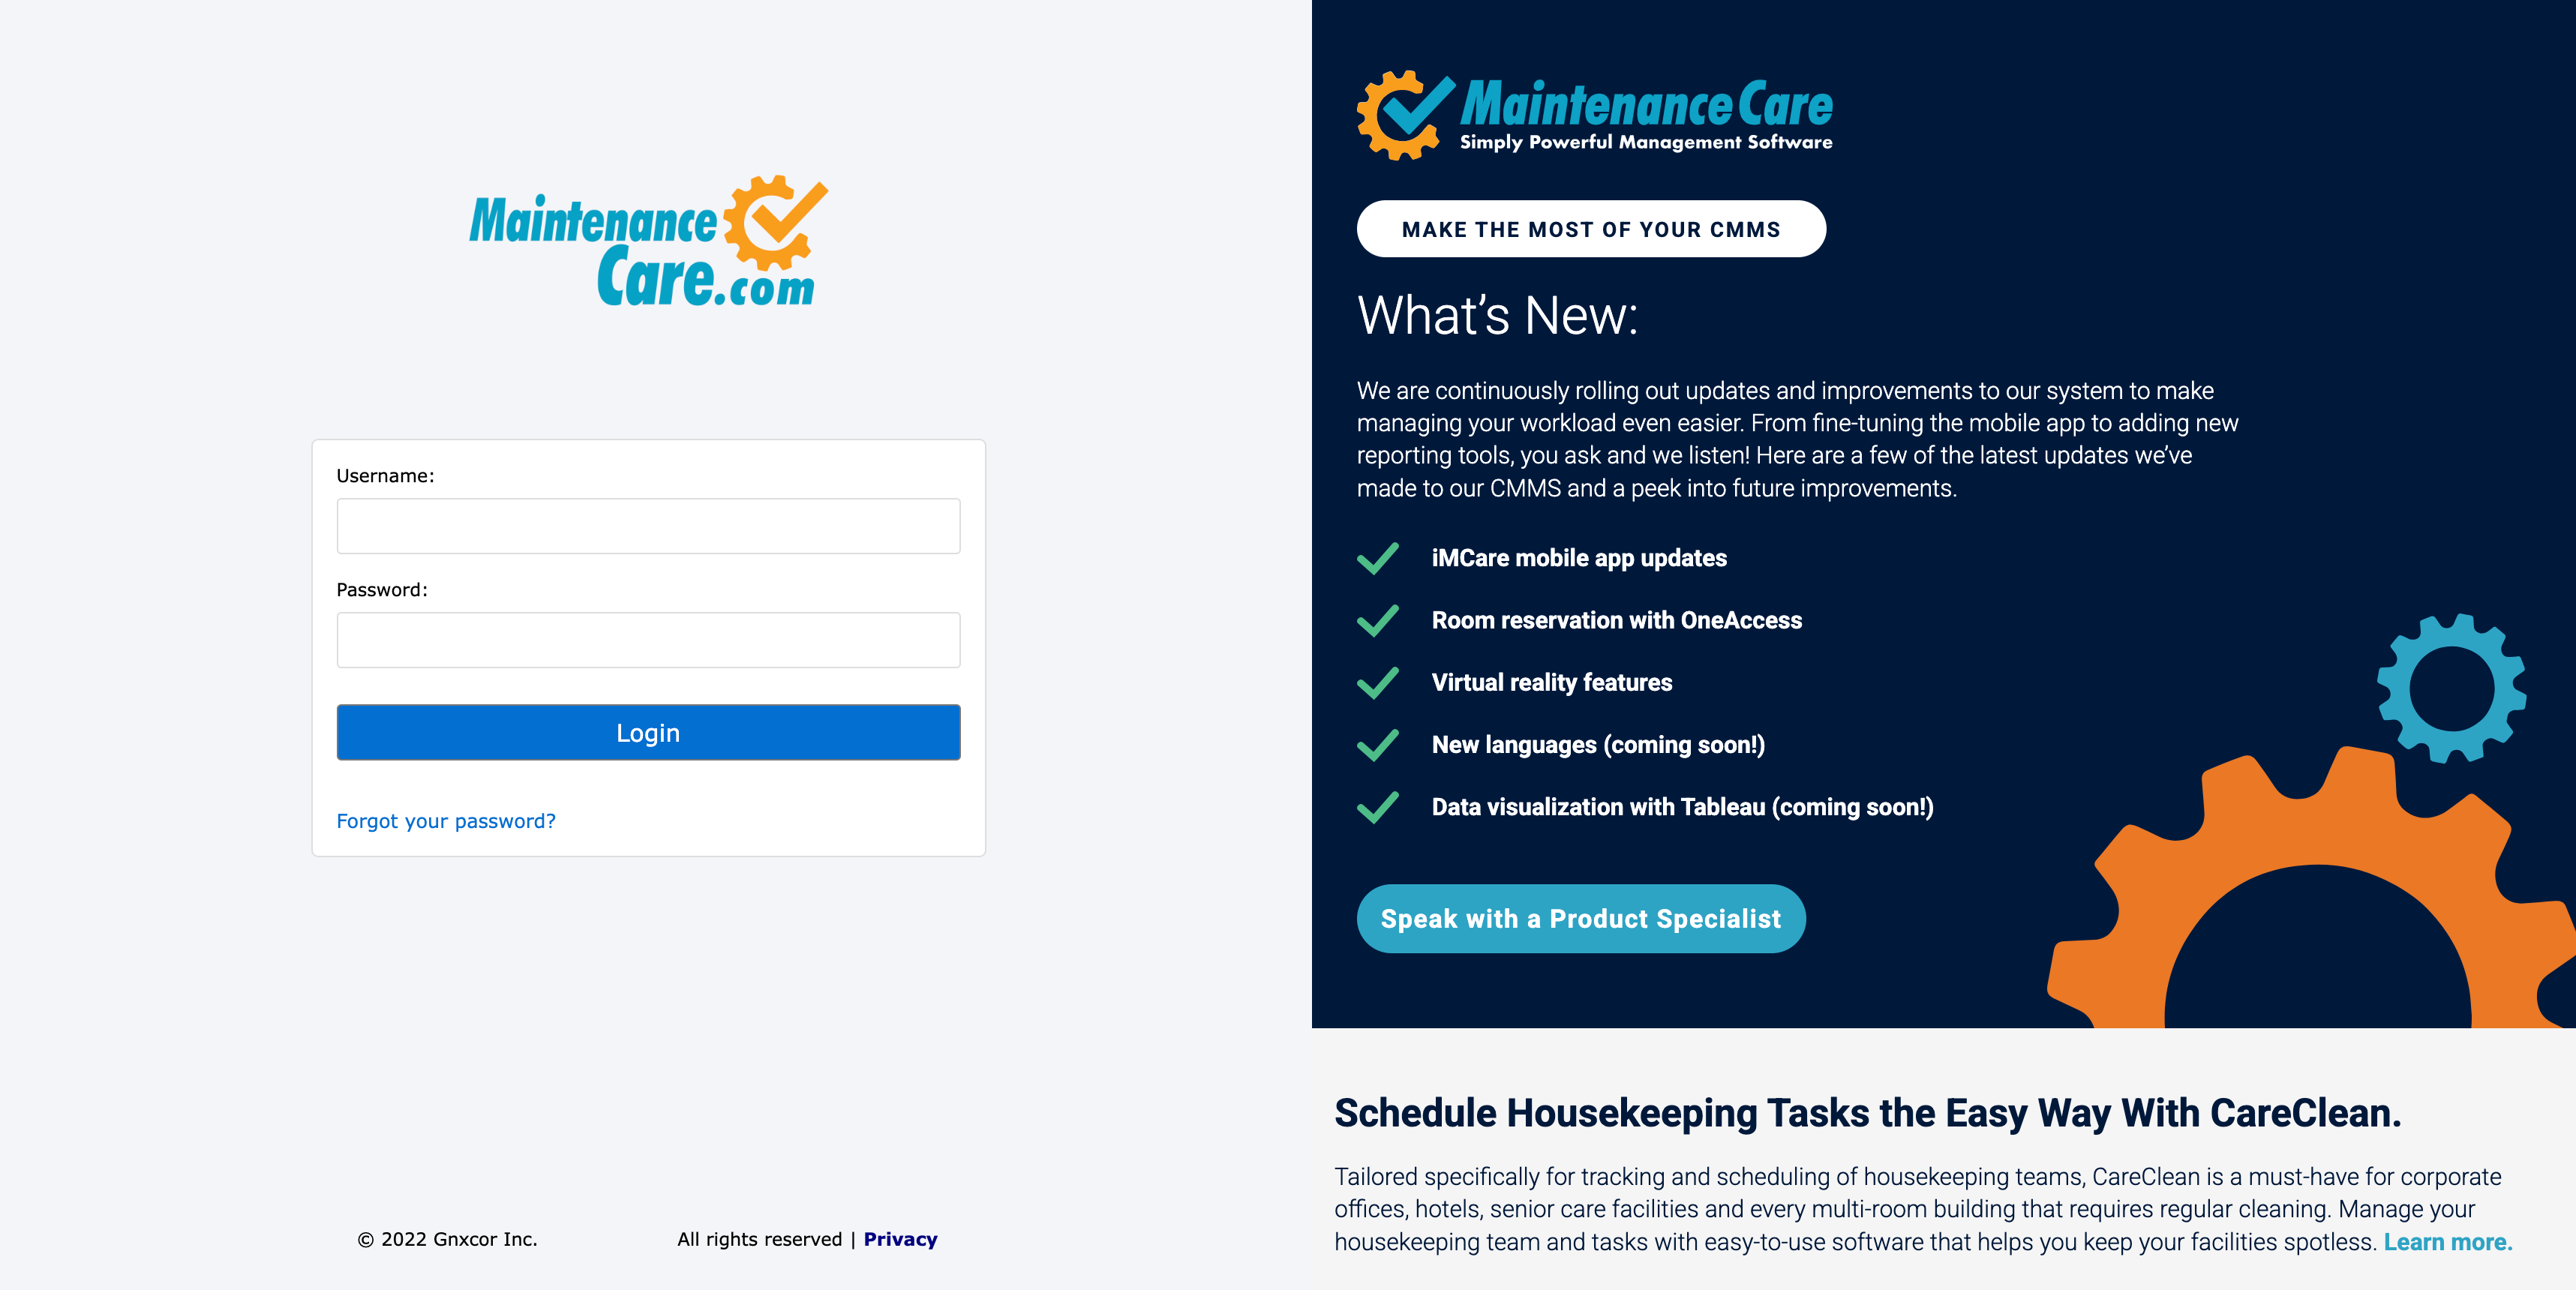 Maintenance
Care.com
Username:
Password:
Login
Forgot your password?
© 2022 Gnxcor Inc.
All rights reserved | Privacy
Maintenance Care
Simply Powerful Management Software
MAKE THE MOST OF YOUR CMMS
What’s New:
We are continuously rolling out updates and improvements to our system to make
managing your workload even easier. From fine-tuning the mobile app to adding new
reporting tools, you ask and we listen! Here are a few of the latest updates we’ve
made to our CMMS and a peek into future improvements.
iMCare mobile app updates
Room reservation with OneAccess
Virtual reality features
New languages (coming soon!)
Data visualization with Tableau (coming soon!)
Speak with a Product Specialist
Schedule Housekeeping Tasks the Easy Way With CareClean.
Tailored specifically for tracking and scheduling of housekeeping teams, CareClean is a must-have for corporate
offices, hotels, senior care facilities and every multi-room building that requires regular cleaning. Manage your
housekeeping team and tasks with easy-to-use software that helps you keep your facilities spotless. Learn more.